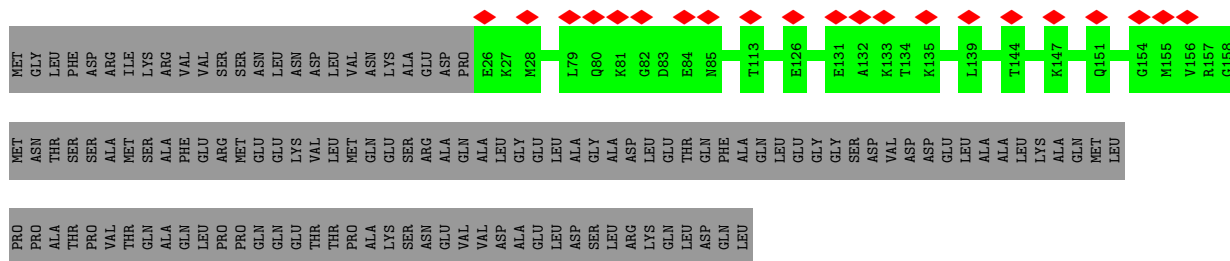 MET GLY LEU PHE ASP ARG ILE LYS ARG VAL VAL SER SER ASN LEU ASN ASP LEU VAL ASN LYS ALA GLU ASP PRO E26 K27 M28 L79 Q80 K81 G82 D83 E84 N85 T113 E126 E131 A132 K133 T134 K135 L139 T144 K147 Q151 G154 M155 V156 R157 G158
MET ASN THR SER SER ALA MET SER ALA PHE GLU ARG MET GLU GLU LYS VAL LEU MET GLN GLU SER ARG ALA GLN ALA LEU GLY GLU LEU ALA GLY ALA ASP LEU GLU THR GLN PHE ALA GLN LEU GLU GLY GLY SER ASP VAL ASP ASP GLU LEU ALA ALA LEU LYS ALA GLN MET LEU
PRO PRO ALA THR PRO VAL THR GLN ALA GLN LEU PRO PRO GLN GLN GLU THR THR PRO ALA LYS SER ASN GLU VAL VAL ASP ALA GLU LEU ASP SER LEU ARG LYS GLN LEU ASP GLN LEU